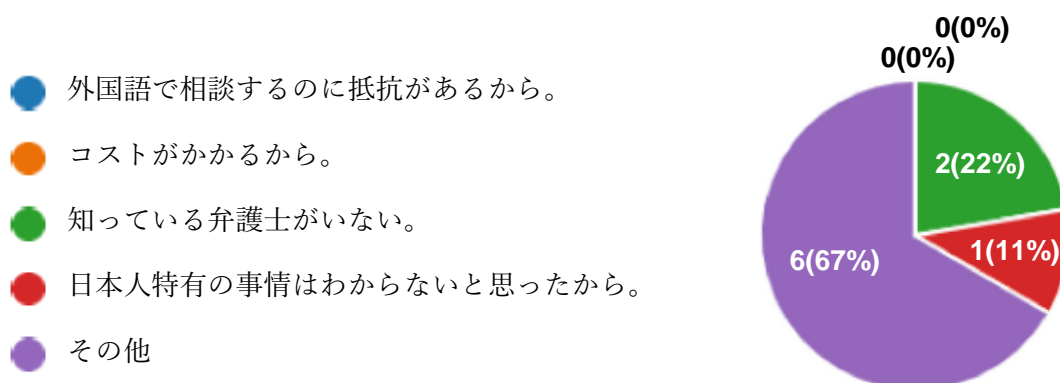 外国語で相談するのに抵抗があるから。
コストがかかるから。
知っている弁護士がいない。
日本人特有の事情はわからないと思ったから。
その他
0(0%)
0(0%)
2(22%)
1(11%)
6(67%)